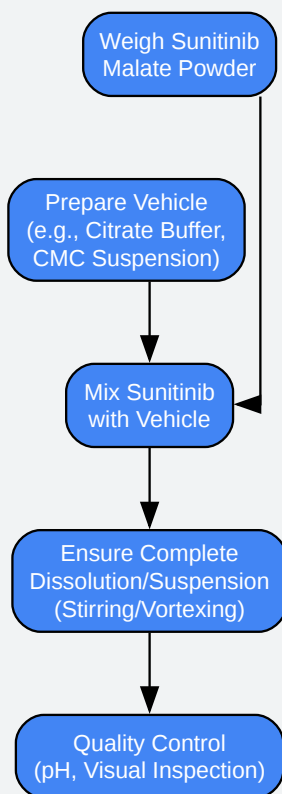 Weigh Sunitinib
Malate Powder
Prepare Vehicle
(e.g., Citrate Buffer,
CMC Suspension)
Mix Sunitinib
with Vehicle
Ensure Complete
Dissolution/Suspension
(Stirring/Vortexing)
Quality Control
(pH, Visual Inspection)